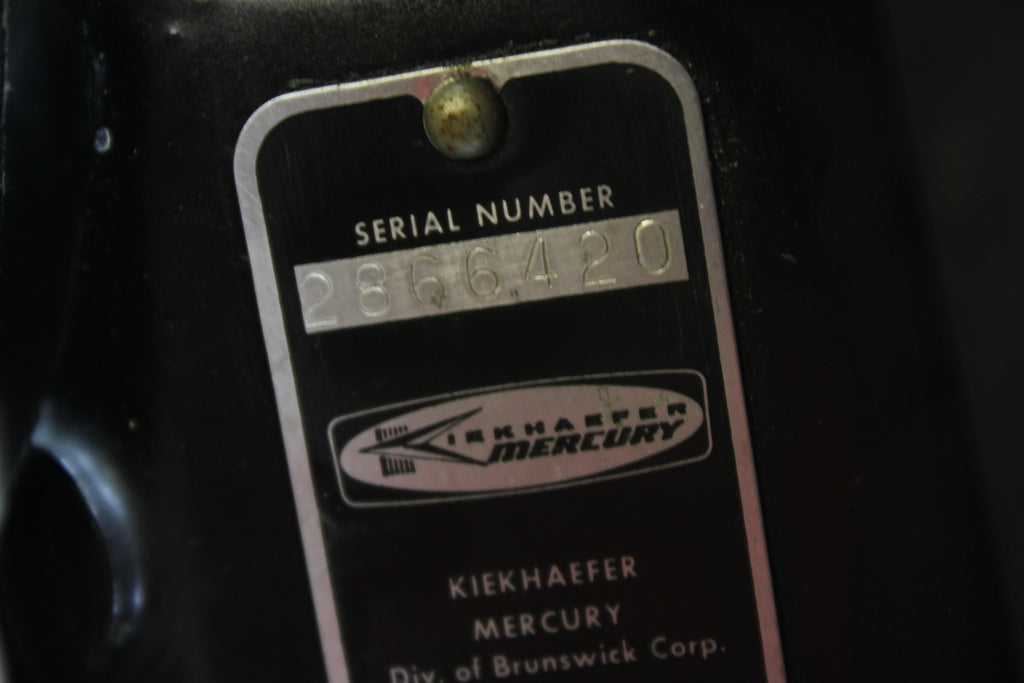 SERIAL NUMBER
2866420
KIEKHAEFER
MERCURY
KIEKHAEFER
MERCURY
Div. of Brunswick Corp.